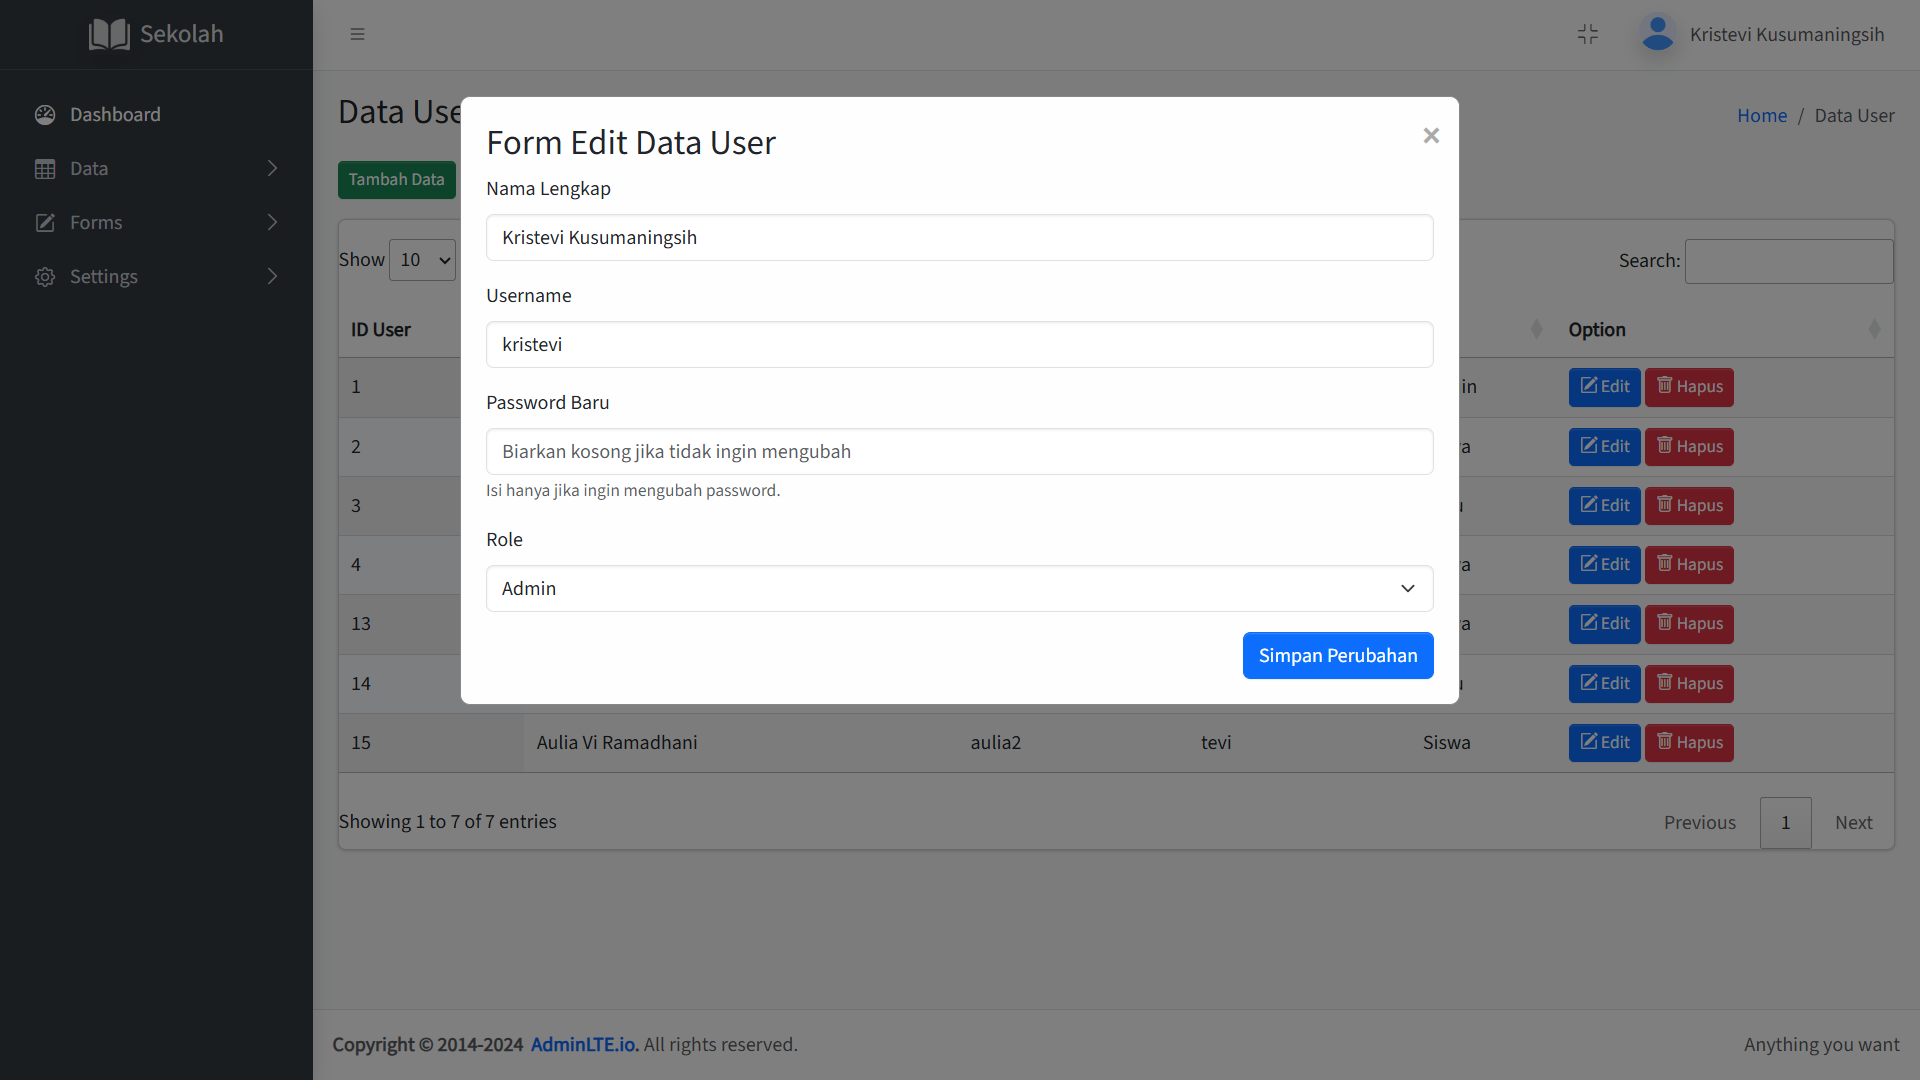 Sekolah
Kristevi Kusumaningsih
Dashboard
Data
Forms
Settings
Data Use
Home / Data User
Tambah Data
Form Edit Data User
×
Nama Lengkap
Kristevi Kusumaningsih
Username
kristevi
Password Baru
Biarkan kosong jika tidak ingin mengubah
Isi hanya jika ingin mengubah password.
Role
Admin
Simpan Perubahan
Show 10
Search:
ID User Option
1 in Edit Hapus
2 a Edit Hapus
3 Edit Hapus
4 a Edit Hapus
13 a Edit Hapus
14 Edit Hapus
15 Aulia Vi Ramadhani aulia2 tevi Siswa Edit Hapus
Showing 1 to 7 of 7 entries
Previous 1 Next
Copyright © 2014-2024 AdminLTE.io. All rights reserved.
Anything you want